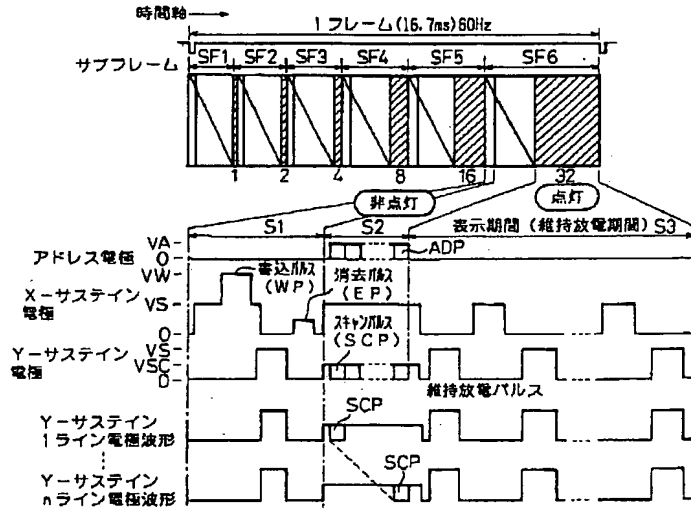 時間軸
1フレーム(16.7ms)60Hz
SF1 SF2 SF3 SF4 SF5 SF6
サブフレーム
1 2 4 8 16 32
非点灯 点灯
S1 S2 表示期間(維持放電期間) S3
アドレス電極 VA 0 ADP
VW 書込パルス (WP) 消去パルス (EP)
X-サステイン電極 VS 0
スキャンパルス (SCP)
Y-サステイン電極 VS VSC 0
維持放電パルス
Y-サステイン 1ライン電極波形 SCP
Y-サステイン nライン電極波形 SCP